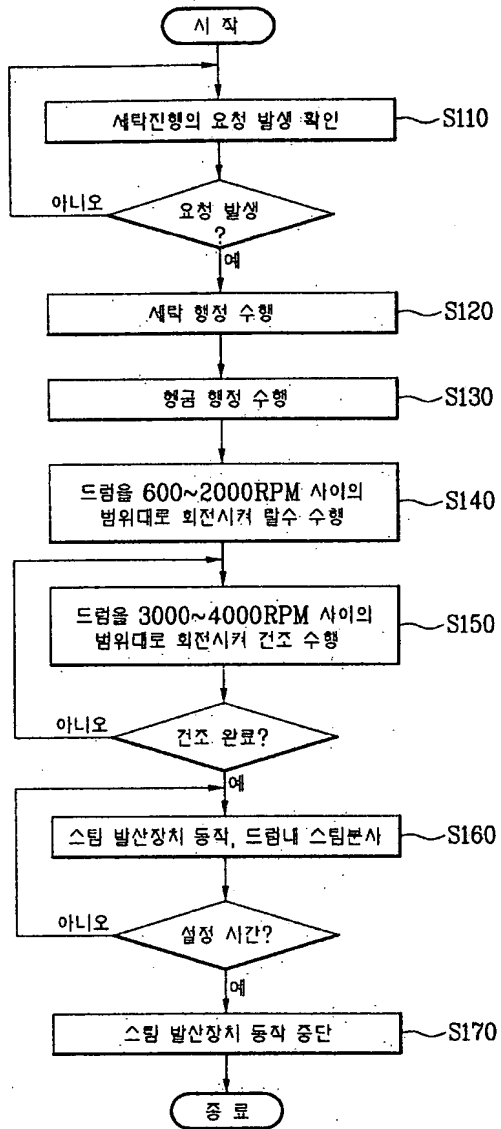 시 작
세탁진행의 요청 발생 확인
S110
아니오
요청 발생
?
예
세탁 행정 수행
S120
헹굼 행정 수행
S130
드럼을 600~2000RPM 사이의
범위대로 회전시켜 탈수 수행
S140
드럼을 3000~4000RPM 사이의
범위대로 회전시켜 건조 수행
S150
아니오
건조 완료?
예
스팀 발산장치 동작, 드럼내 스팀분사
S160
아니오
설정 시간?
예
스팀 발산장치 동작 중단
S170
종 료